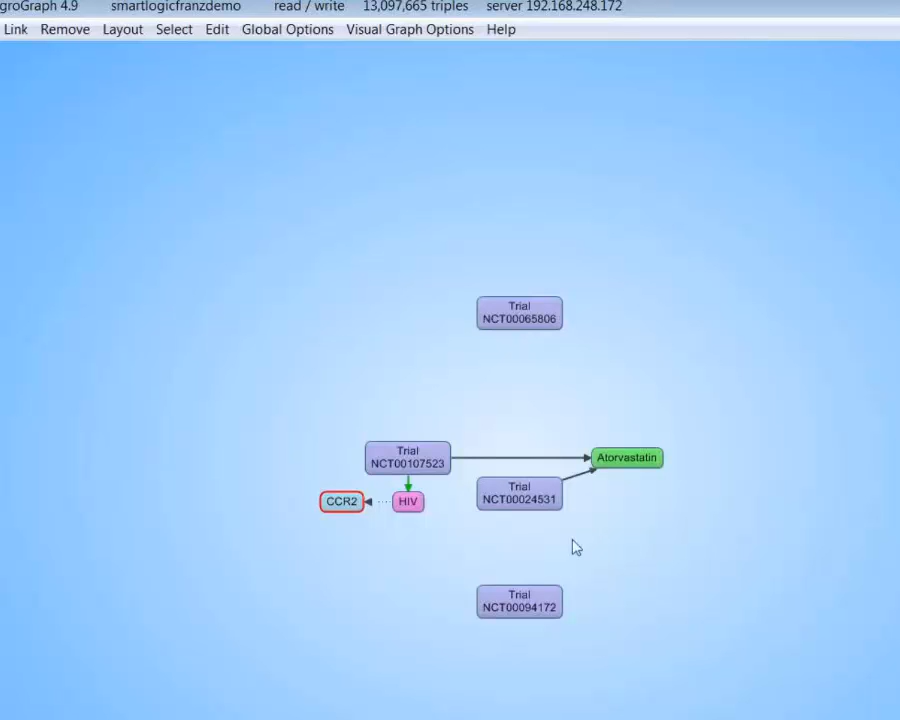 groGraph 4.9 smartlogicfranzdemo read / write 13,097,665 triples server 192.168.248.172
Link Remove Layout Select Edit Global Options Visual Graph Options Help
Trial
NCT00065806
Trial
NCT00107523
Atorvastatin
Trial
NCT00024531
CCR2
HIV
Trial
NCT00094172